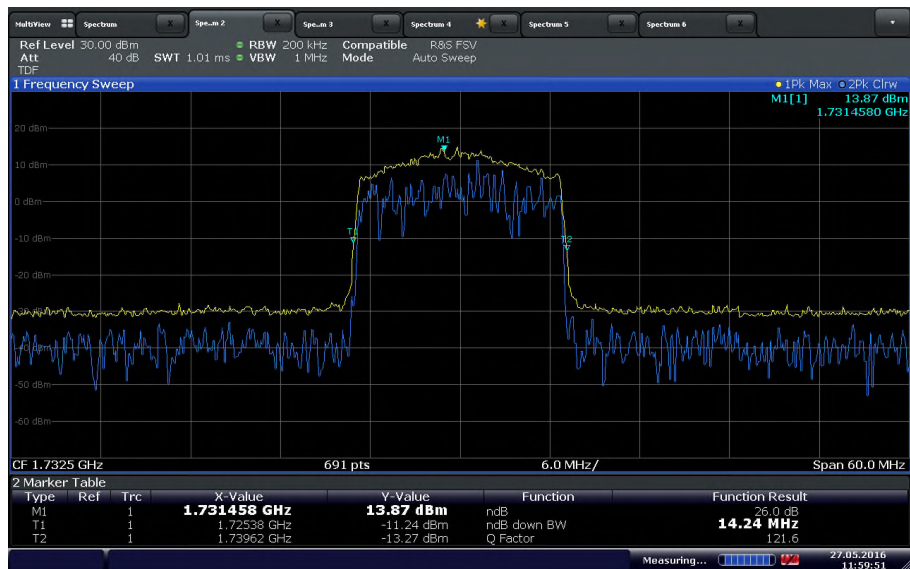 MultiView Spectrum X Spe...m 2 X Spe...m 3 X Spectrum 4 X Spectrum 5 X Spectrum 6 X
Ref Level 30.00 dBm RBW 200 kHz Compatible R&S FSV
Att 40 dB SWT 1.01 ms VBW 1 MHz Mode Auto Sweep
TDF
1 Frequency Sweep 1Pk Max 2Pk Clrw
M1[1] 13.87 dBm
1.7314580 GHz
20 dBm
M1
10 dBm
0 dBm
T1
T2
-10 dBm
-20 dBm
-40 dBm
-50 dBm
-60 dBm
CF 1.7325 GHz 691 pts 6.0 MHz/ Span 60.0 MHz
2 Marker Table
Type Ref Trc X-Value Y-Value Function Function Result
M1 1 1.731458 GHz 13.87 dBm ndB 26.0 dB
T1 1 1.72538 GHz -11.24 dBm ndB down BW 14.24 MHz
T2 1 1.73962 GHz -13.27 dBm Q Factor 121.6
Measuring... 27.05.2016
11:59:51